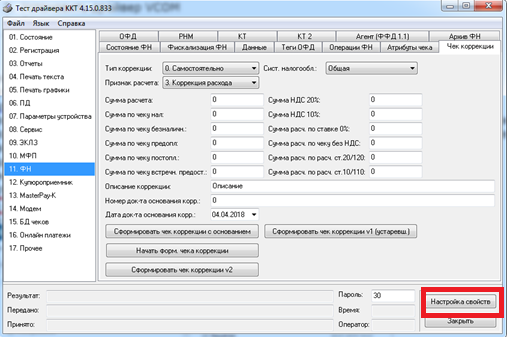 райвер VCOM
Тест драйвера ККТ 4.15.0.833
Файл Язык Справка
01. Состояние
02. Регистрация
03. Отчеты
04. Печать текста
05. Печать графики
06. ПД
07. Параметры устройства
08. Сервис
09. ЭКЛЗ
10. МФП
11. ФН
12. Купюроприемник
13. MasterPay-K
14. Модем
15. БД чеков
16. Онлайн платежи
17. Прочее
ОФД РНМ КТ КТ 2 Агент (ФФД 1.1) Архив ФН
Состояние ФН Фискализация ФН Данные Теги ОФД Операции ФН Атрибуты чека Чек коррекции
Тип коррекции: 0. Самостоятельно Сист. налогообл.: Общая
Признак расчета: 3. Коррекция расхода
Сумма расчета: 0 Сумма НДС 20%: 0
Сумма по чеку нал: 0 Сумма НДС 10%: 0
Сумма по чеку безналичн.: 0 Сумма расч. по ставке 0%: 0
Сумма по чеку предопл: 0 Сумма расч. по чеку без НДС: 0
Сумма по чеку постопл.: 0 Сумма расч. по расч. ст.20/120: 0
Сумма по чеку встречн. предост.: 0 Сумма расч. по расч. ст.10/110: 0
Описание коррекции: Описание
Номер док-та основания корр.: 0
Дата док-та основания корр.: 04.04.2018
Сформировать чек коррекции с основанием Сформировать чек коррекции v1 (устаревш.)
Начать форм. чека коррекции
Сформировать чек коррекции v2
Результат: Пароль: 30 Настройка свойств
Передано: Время:
Принято: Оператор: Закрыть